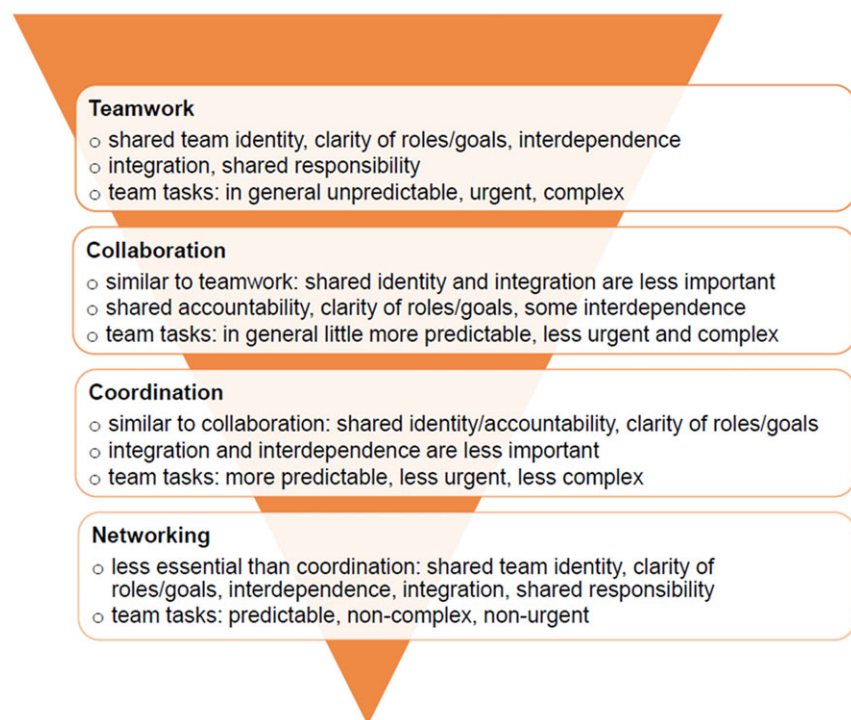 Teamwork
○ shared team identity, clarity of roles/goals, interdependence
○ integration, shared responsibility
○ team tasks: in general unpredictable, urgent, complex
Collaboration
○ similar to teamwork: shared identity and integration are less important
○ shared accountability, clarity of roles/goals, some interdependence
○ team tasks: in general little more predictable, less urgent and complex
Coordination
○ similar to collaboration: shared identity/accountability, clarity of roles/goals
○ integration and interdependence are less important
○ team tasks: more predictable, less urgent, less complex
Networking
○ less essential than coordination: shared team identity, clarity of
roles/goals, interdependence, integration, shared responsibility
○ team tasks: predictable, non-complex, non-urgent